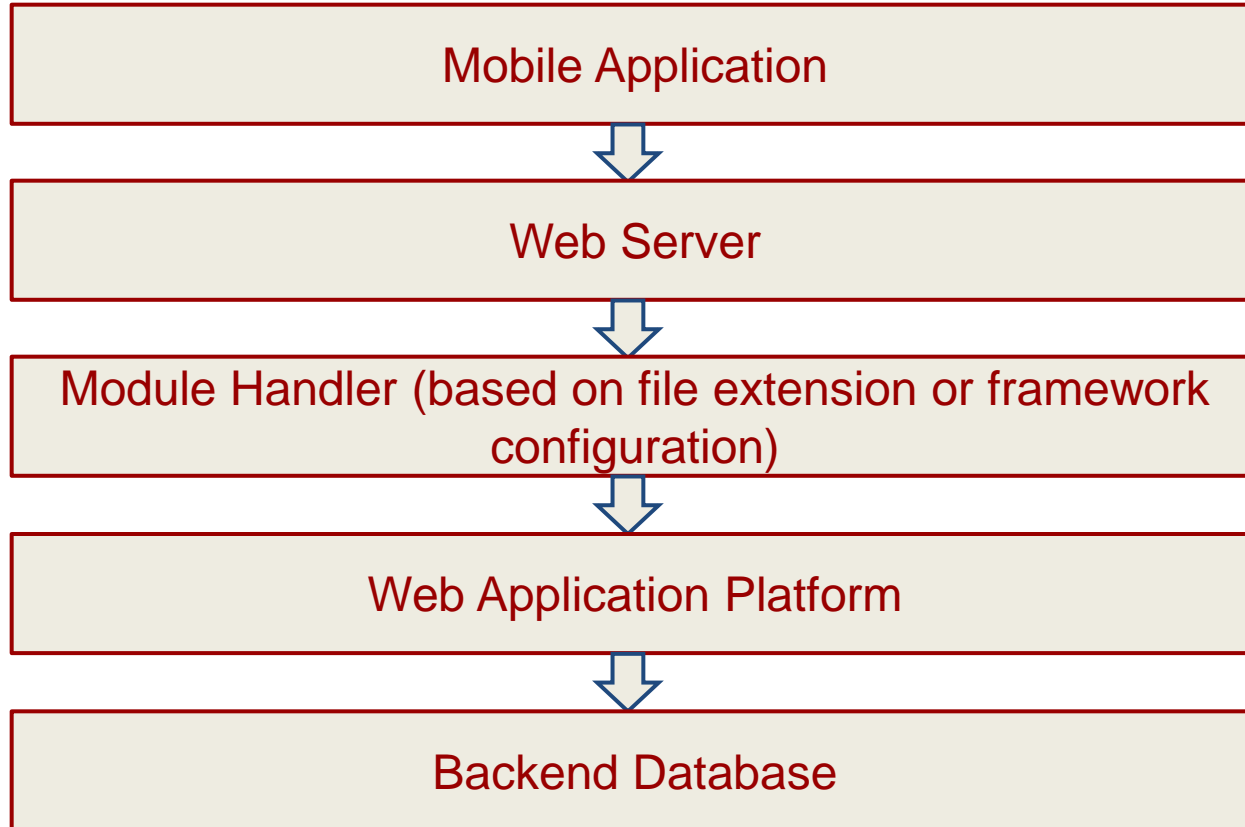 Mobile Application
Web Server
Module Handler (based on file extension or framework
configuration)
Web Application Platform
Backend Database